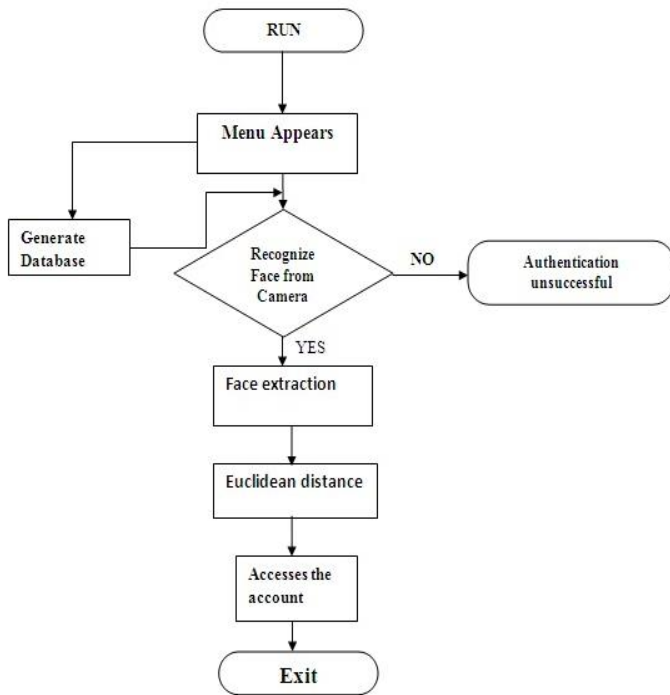 RUN
Menu Appears
Generate
Database
Recognize
Face from
Camera
NO
Authentication
unsuccessful
YES
Face extraction
Euclidean distance
Accesses the
account
Exit